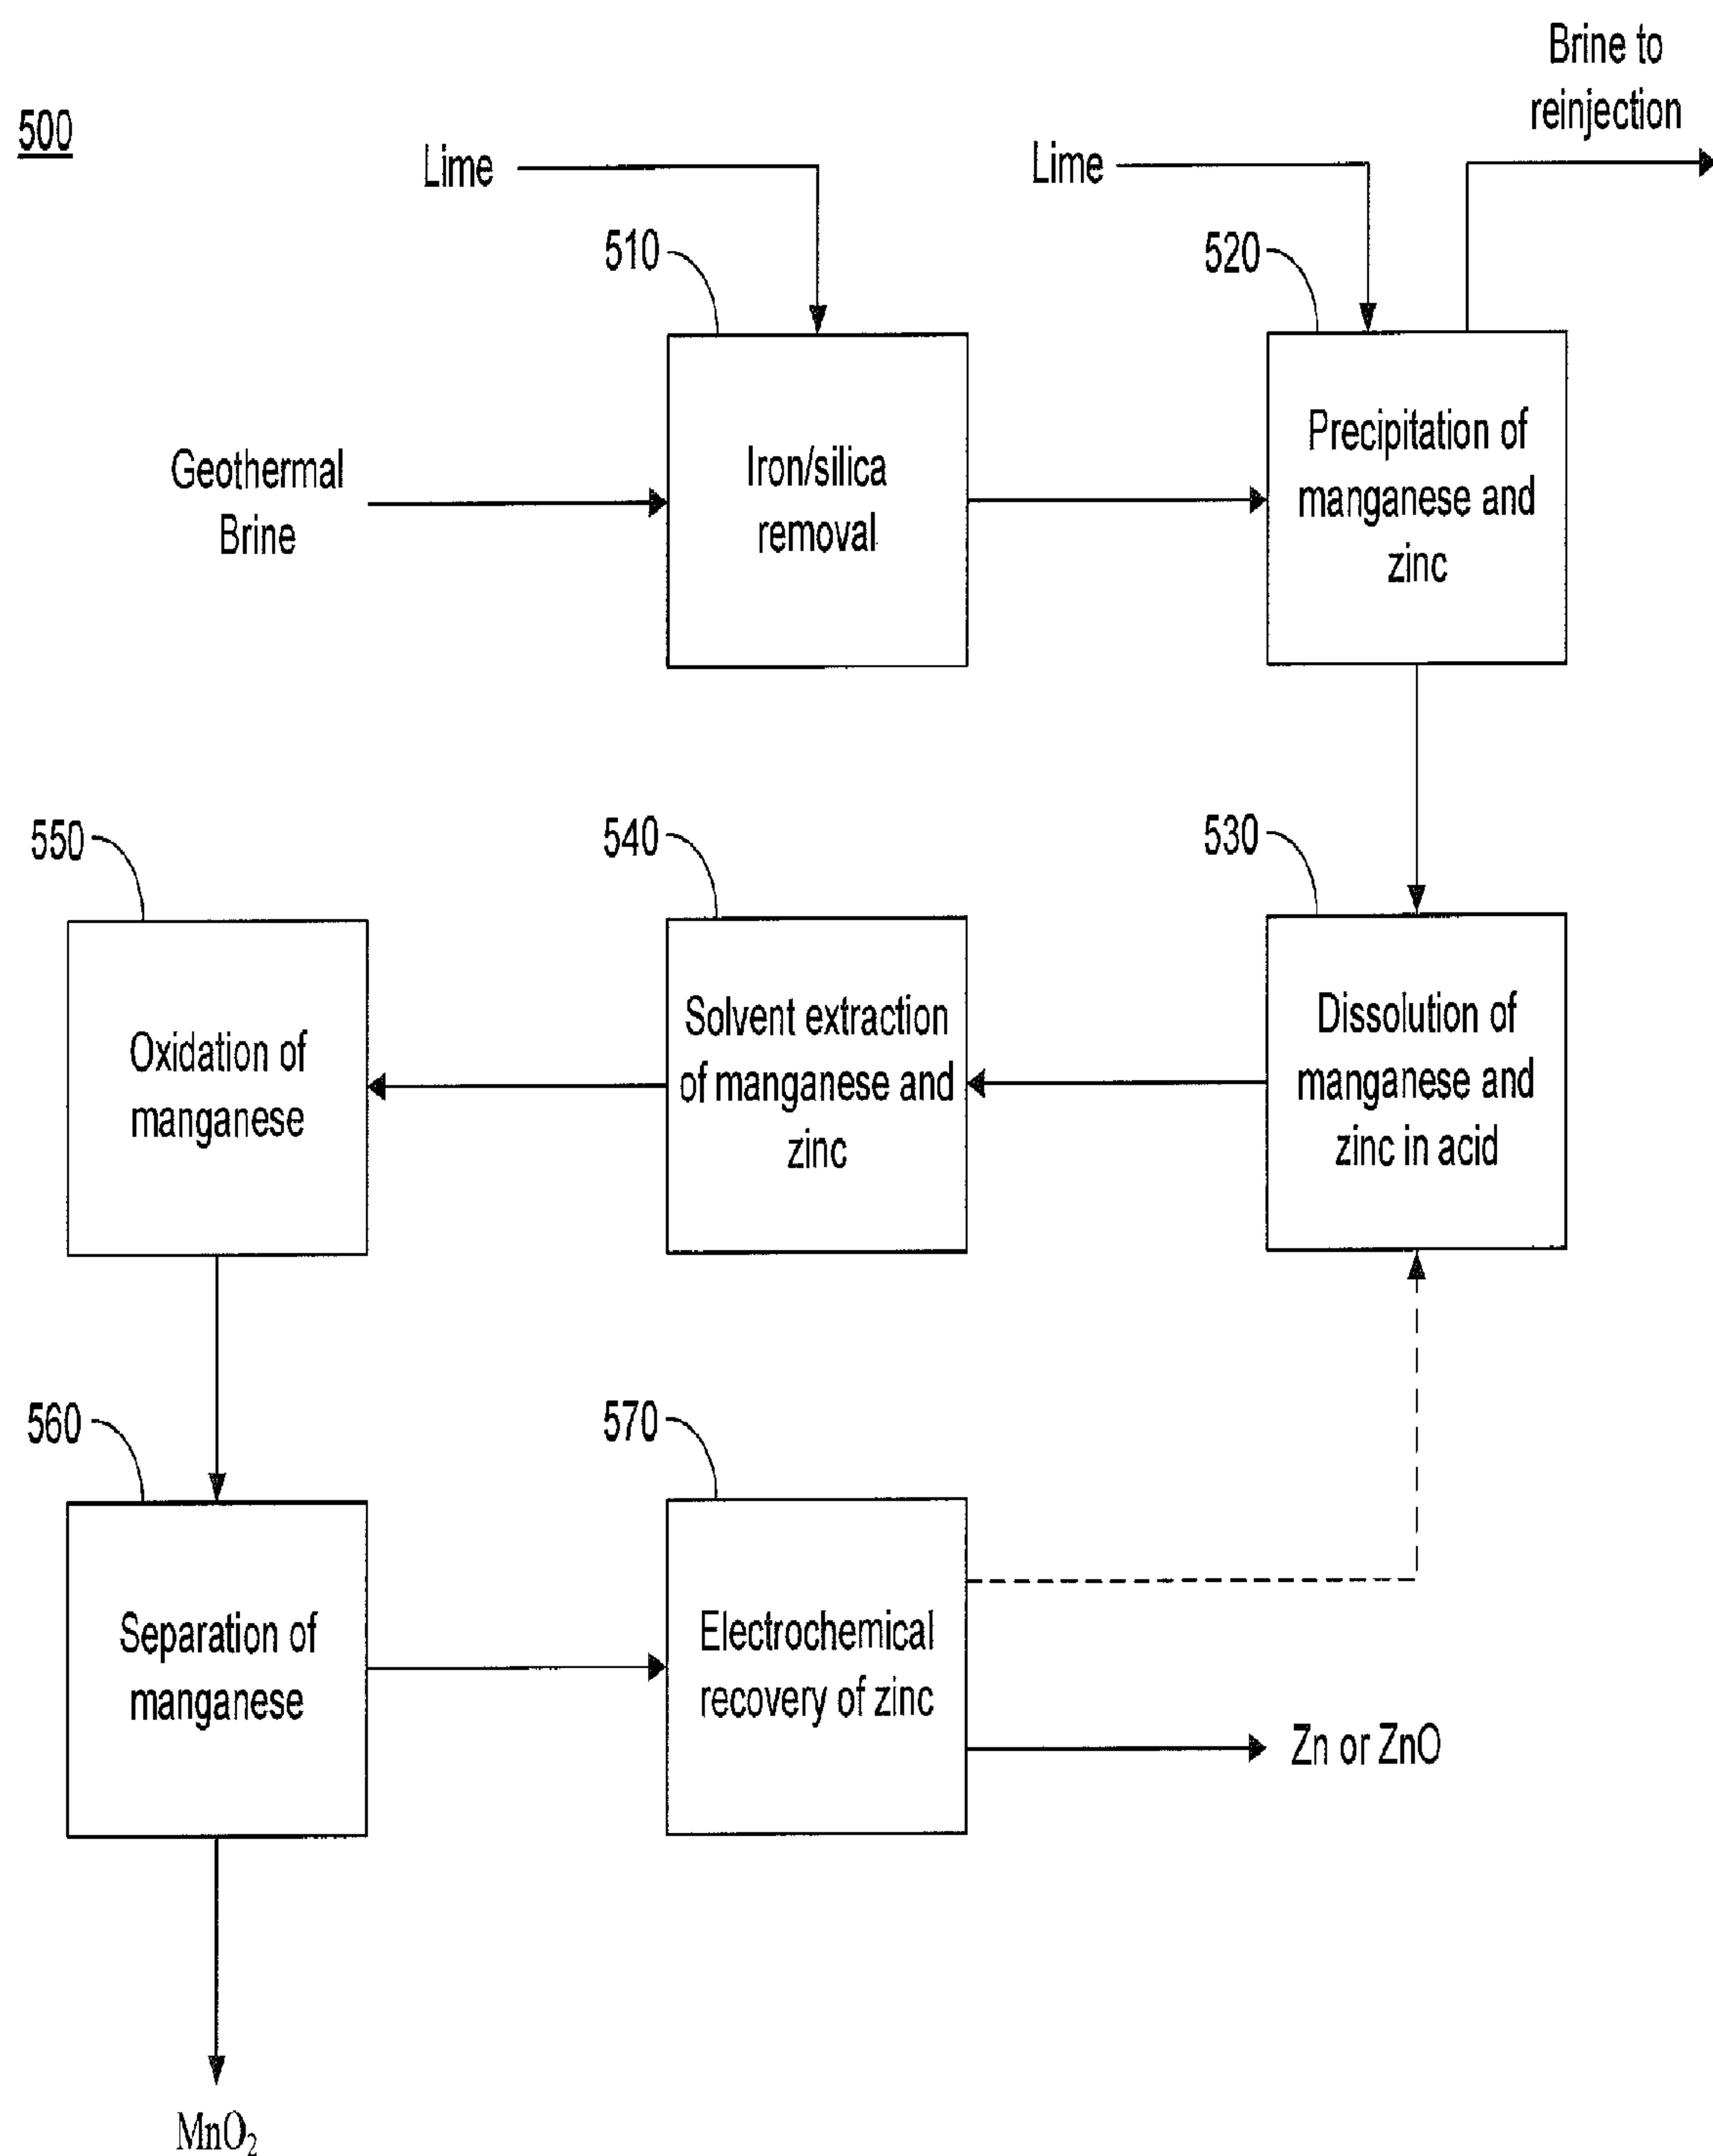 500
Brine to
reinjection
Lime
Lime
510
520
Geothermal
Brine
Iron/silica
removal
Precipitation of
manganese and
zinc
550
540
530
Oxidation of
manganese
Solvent extraction
of manganese and
zinc
Dissolution of
manganese and
zinc in acid
560
570
Separation of
manganese
Electrochemical
recovery of zinc
Zn or ZnO
MnO₂